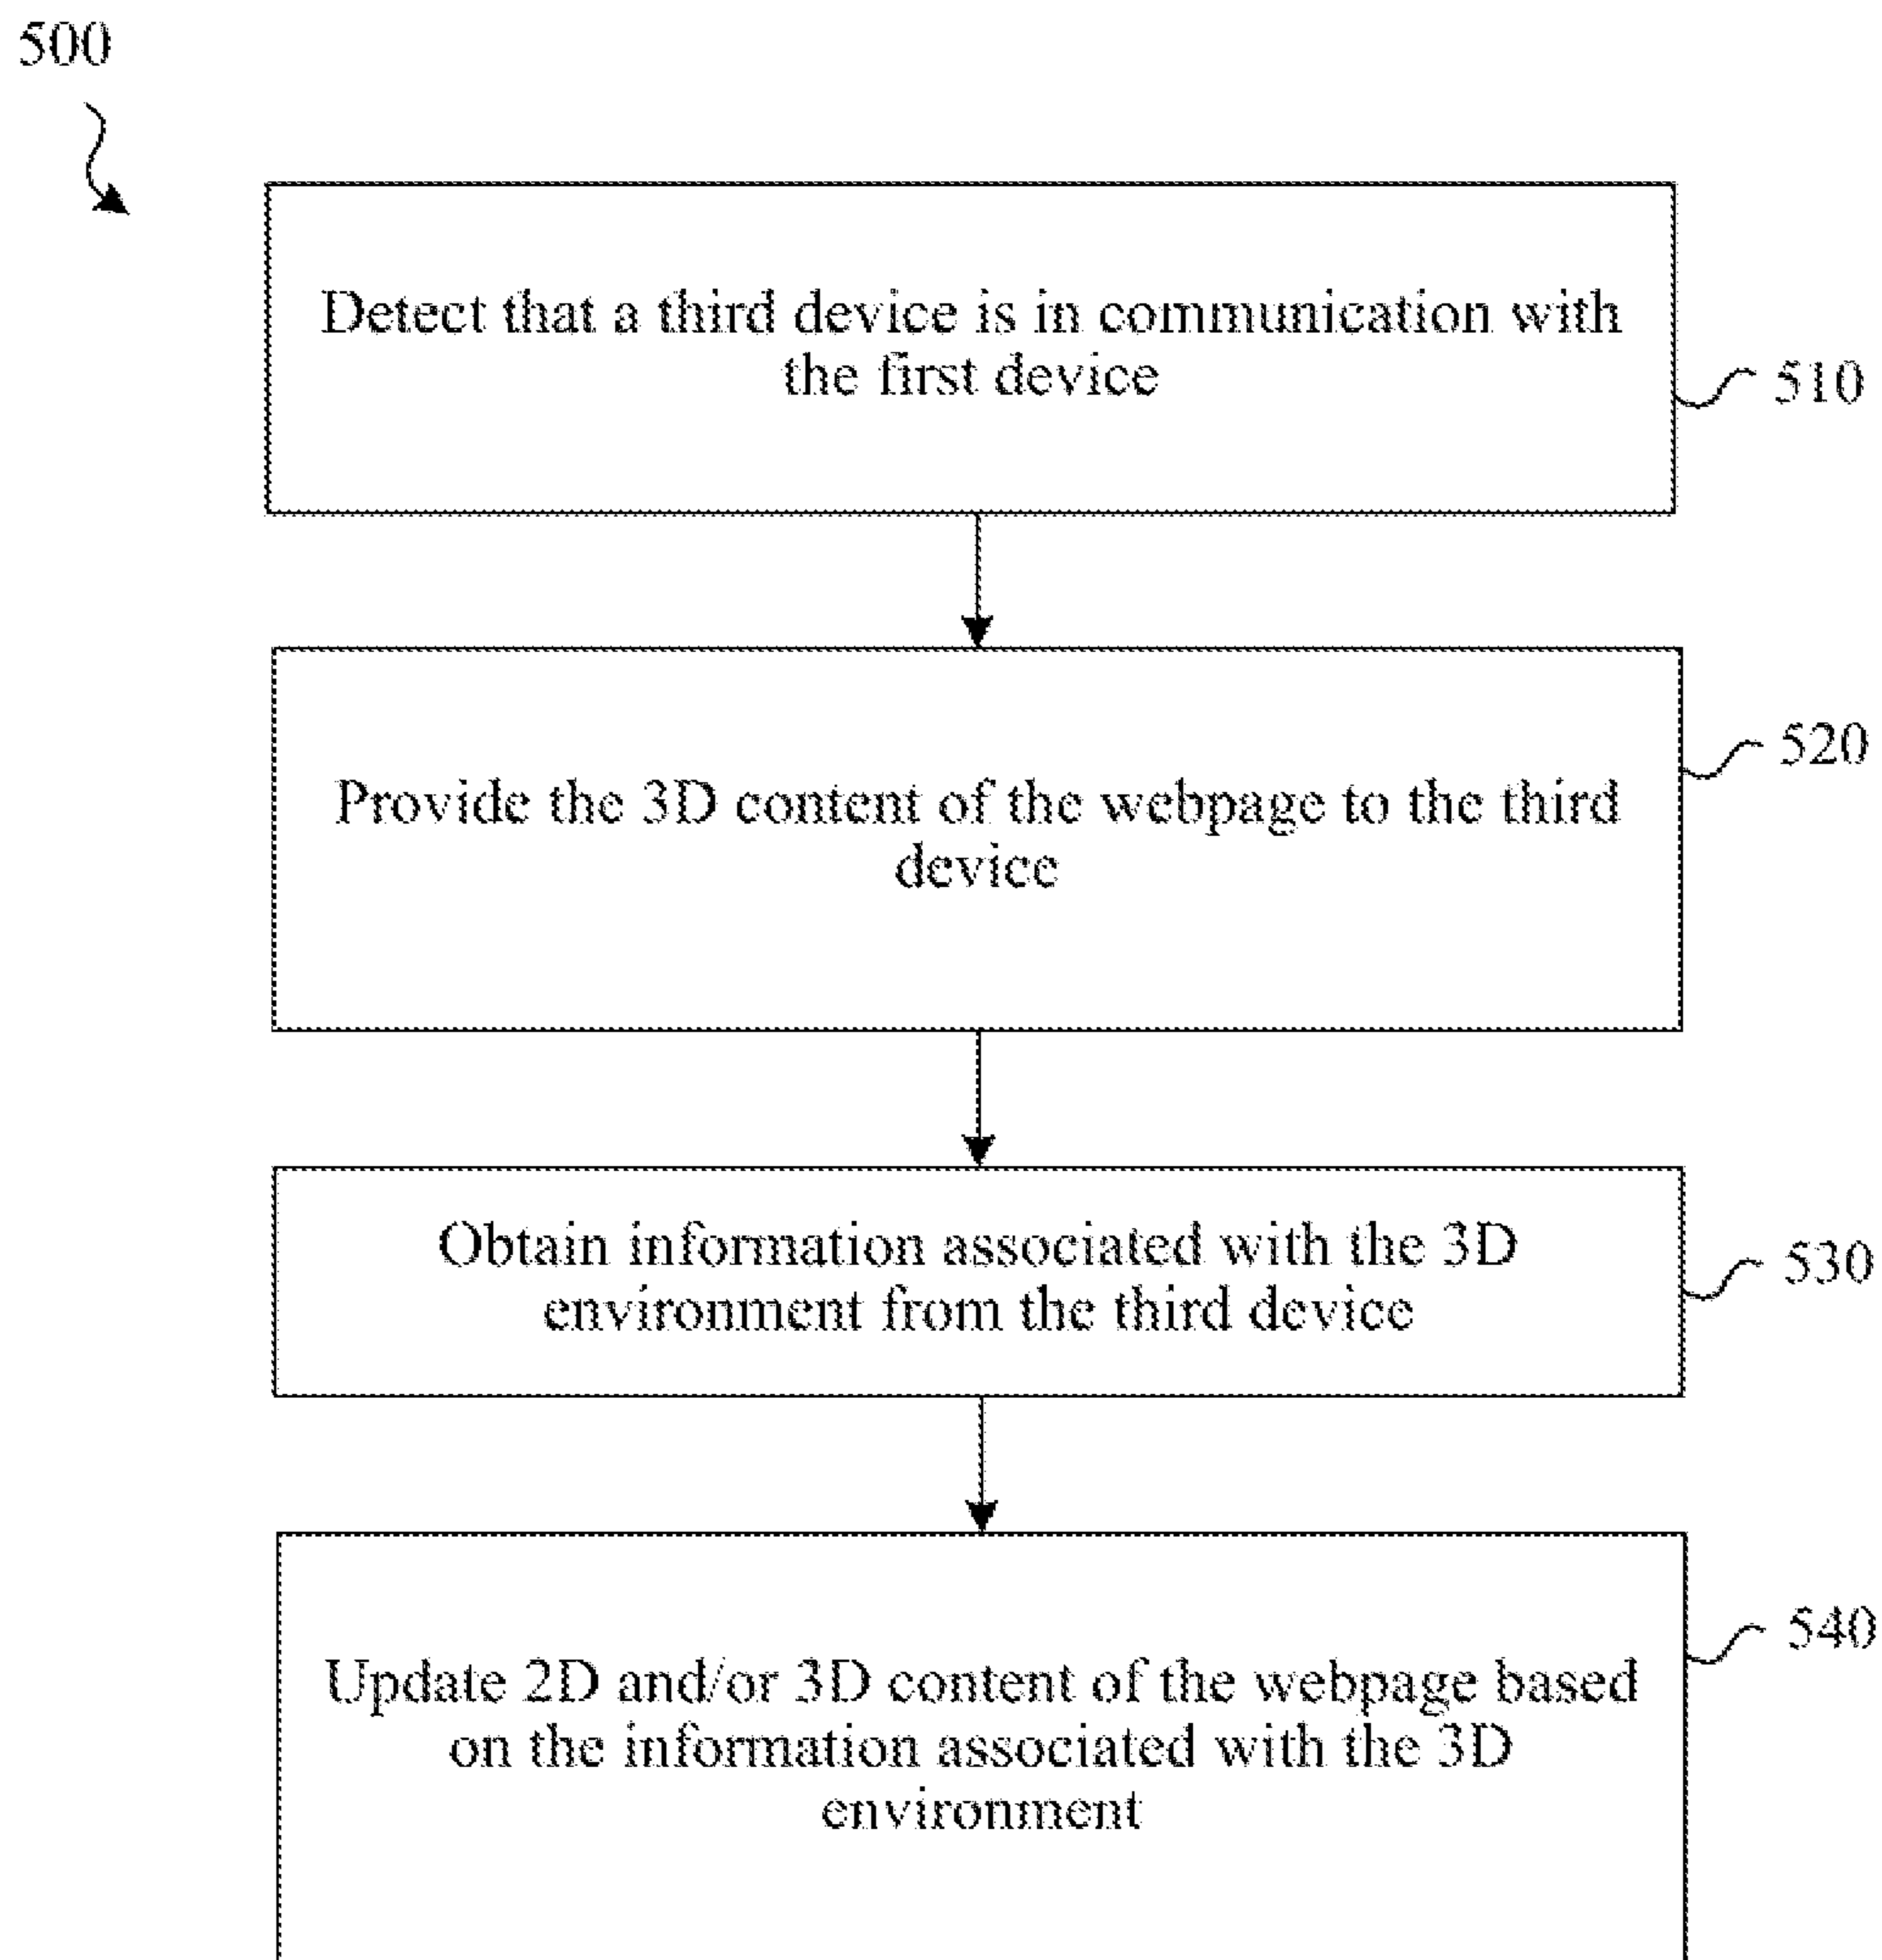 500
Detect that a third device is in communication with
the first device
510
Provide the 3D content of the webpage to the third
device
520
Obtain information associated with the 3D
environment from the third device
530
Update 2D and/or 3D content of the webpage based
on the information associated with the 3D
environment
540